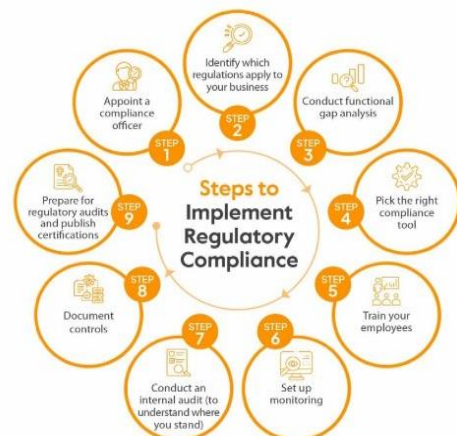 Steps to
Implement
Regulatory
Compliance
STEP
1
Appoint a
compliance
officer
STEP
2
Identify which
regulations apply to
your business
STEP
3
Conduct functional
gap analysis
STEP
4
Pick the right
compliance
tool
STEP
5
Train your
employees
STEP
6
Set up
monitoring
STEP
7
Conduct an
internal audit (to
understand where
you stand)
STEP
8
Document
controls
STEP
9
Prepare for
regulatory audits
and publish
certifications